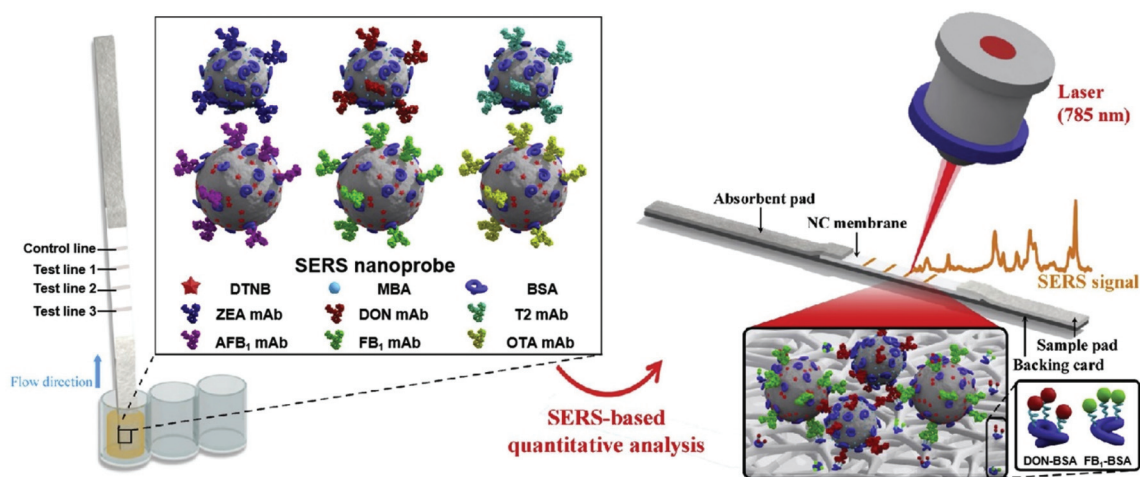 Control line
Test line 1
Test line 2
Test line 3
Flow direction
SERS nanoprobe
DTNB MBA BSA
ZEA mAb DON mAb T2 mAb
AFB₁ mAb FB₁ mAb OTA mAb
SERS-based
quantitative analysis
Laser
(785 nm)
Absorbent pad
NC membrane
SERS signal
Sample pad
Backing card
DON-BSA FB₁-BSA